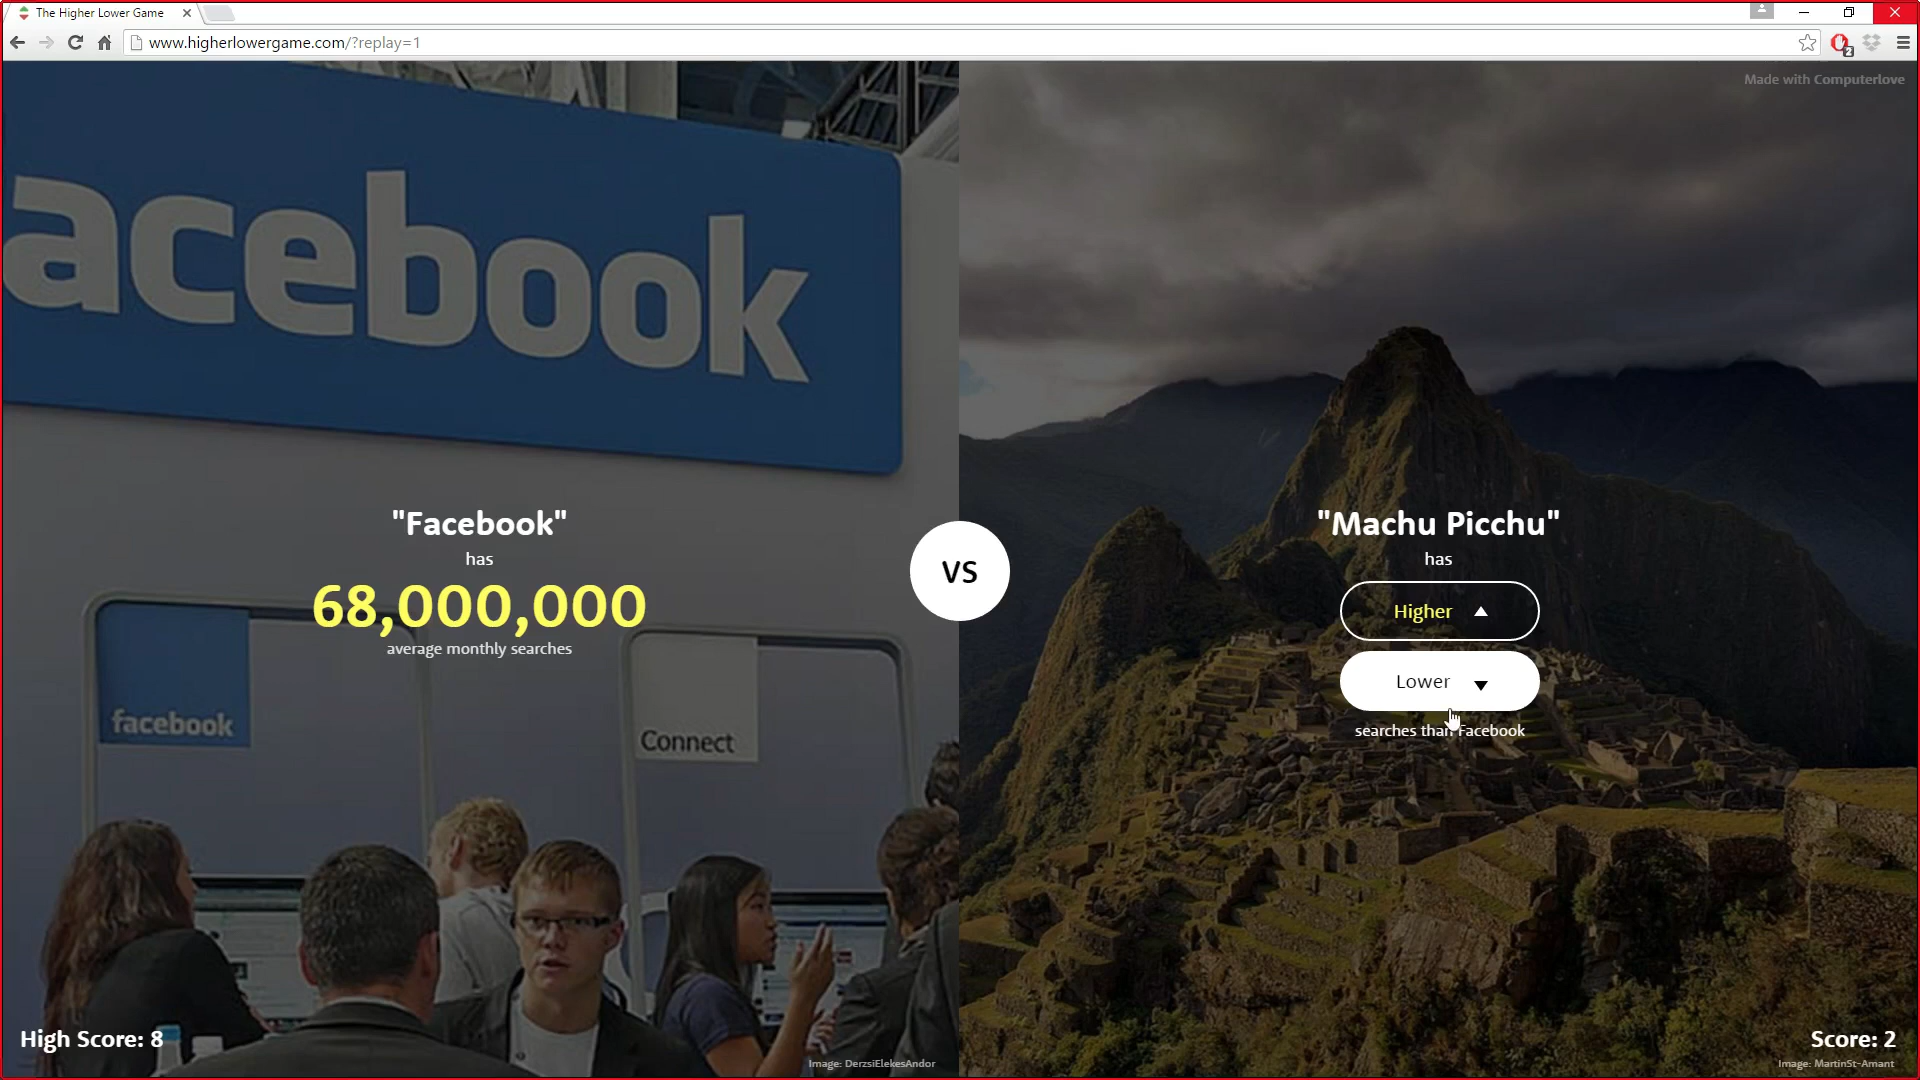 The Higher Lower Game
www.higherlowergame.com/?replay=1
2
Made with Computerlove
acebook
"Facebook"
has
68,000,000
average monthly searches
facebook
Connect
VS
"Machu Picchu"
has
Higher
Lower
searches than Facebook
High Score: 8
Image: DerzsiElekesAndor
Score: 2
Image: MartinSt-Amant